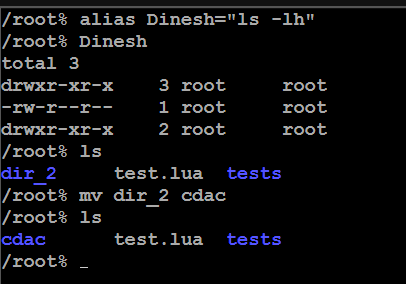 /root% alias Dinesh="ls -lh"
/root% Dinesh
total 3
drwxr-xr-x    3 root     root
-rw-r--r--    1 root     root
drwxr-xr-x    2 root     root
/root% ls
dir_2     test.lua  tests
/root% mv dir_2 cdac
/root% ls
cdac      test.lua  tests
/root% _